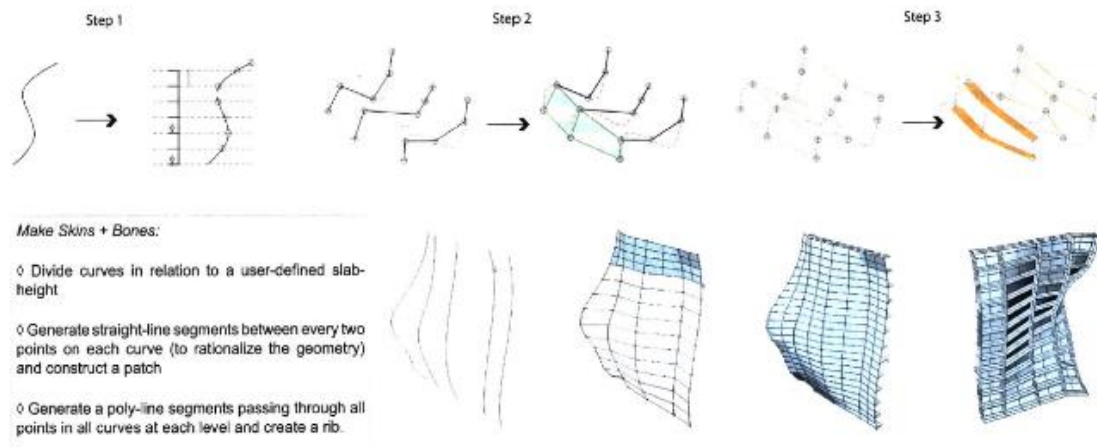 Step 1
Step 2
Step 3
Make Skins + Bones:
◊ Divide curves in relation to a user-defined slab-
height
◊ Generate straight-line segments between every two
points on each curve (to rationalize the geometry)
and construct a patch
◊ Generate a poly-line segments passing through all
points in all curves at each level and create a rib.